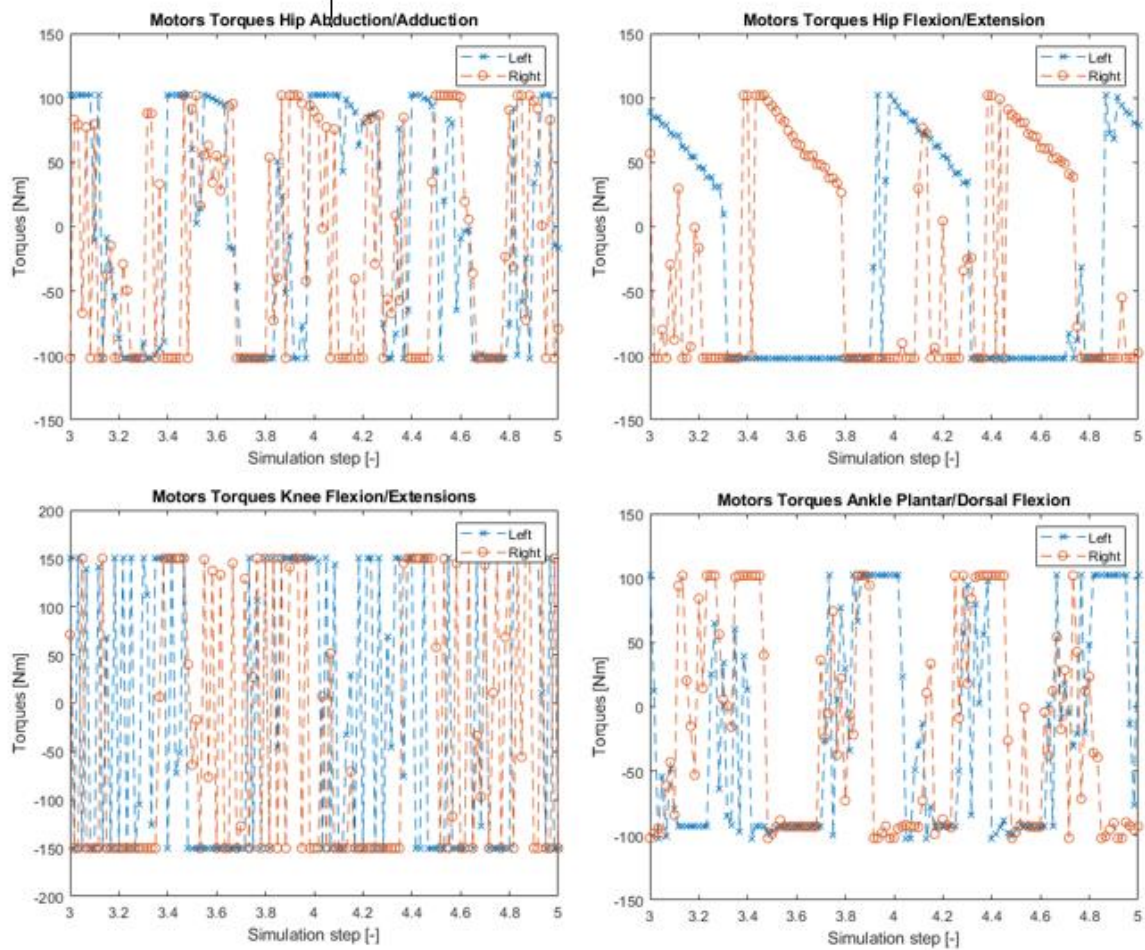 Motors Torques Hip Abduction/Adduction
150
100
50
0
-50
-100
-150
Torques [Nm]
Left
Right
3 3.2 3.4 3.6 3.8 4 4.2 4.4 4.6 4.8 5
Simulation step [-]
Motors Torques Hip Flexion/Extension
150
100
50
0
-50
-100
-150
Torques [Nm]
Left
Right
3 3.2 3.4 3.6 3.8 4 4.2 4.4 4.6 4.8 5
Simulation step [-]
Motors Torques Knee Flexion/Extensions
200
150
100
50
0
-50
-100
-150
-200
Torques [Nm]
Left
Right
3 3.2 3.4 3.6 3.8 4 4.2 4.4 4.6 4.8 5
Simulation step [-]
Motors Torques Ankle Plantar/Dorsal Flexion
150
100
50
0
-50
-100
-150
Torques [Nm]
Left
Right
3 3.2 3.4 3.6 3.8 4 4.2 4.4 4.6 4.8 5
Simulation step [-]